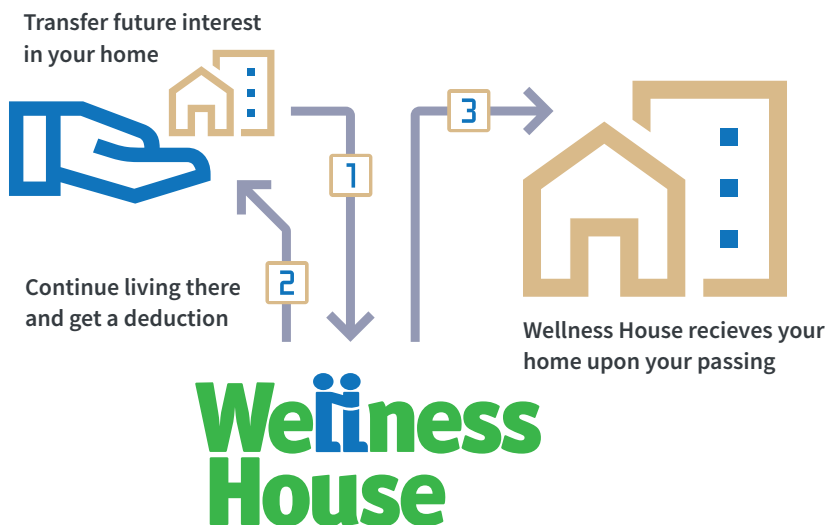 Transfer future interest
in your home
3
1
2
Continue living there
and get a deduction
Wellness House recieves your
home upon your passing
Wellness
House